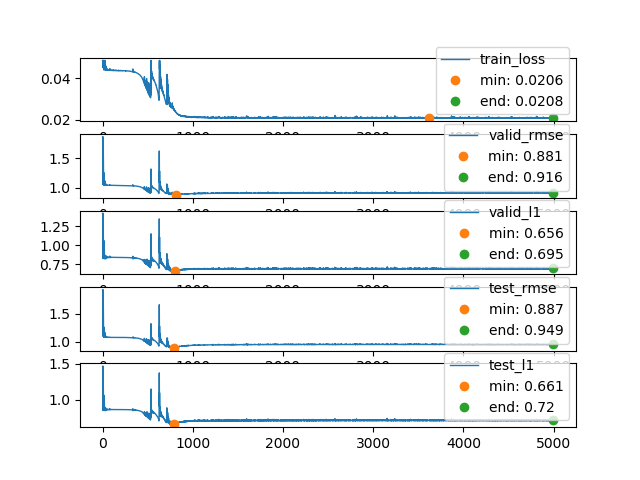 train_loss
min: 0.0206
end: 0.0208
0.04
0.02
valid_rmse
min: 0.881
end: 0.916
1.5
1.0
valid_l1
min: 0.656
end: 0.695
1.25
1.00
0.75
test_rmse
min: 0.887
end: 0.949
1.5
1.0
test_l1
min: 0.661
end: 0.72
1.5
1.0
0 1000 2000 3000 4000 5000